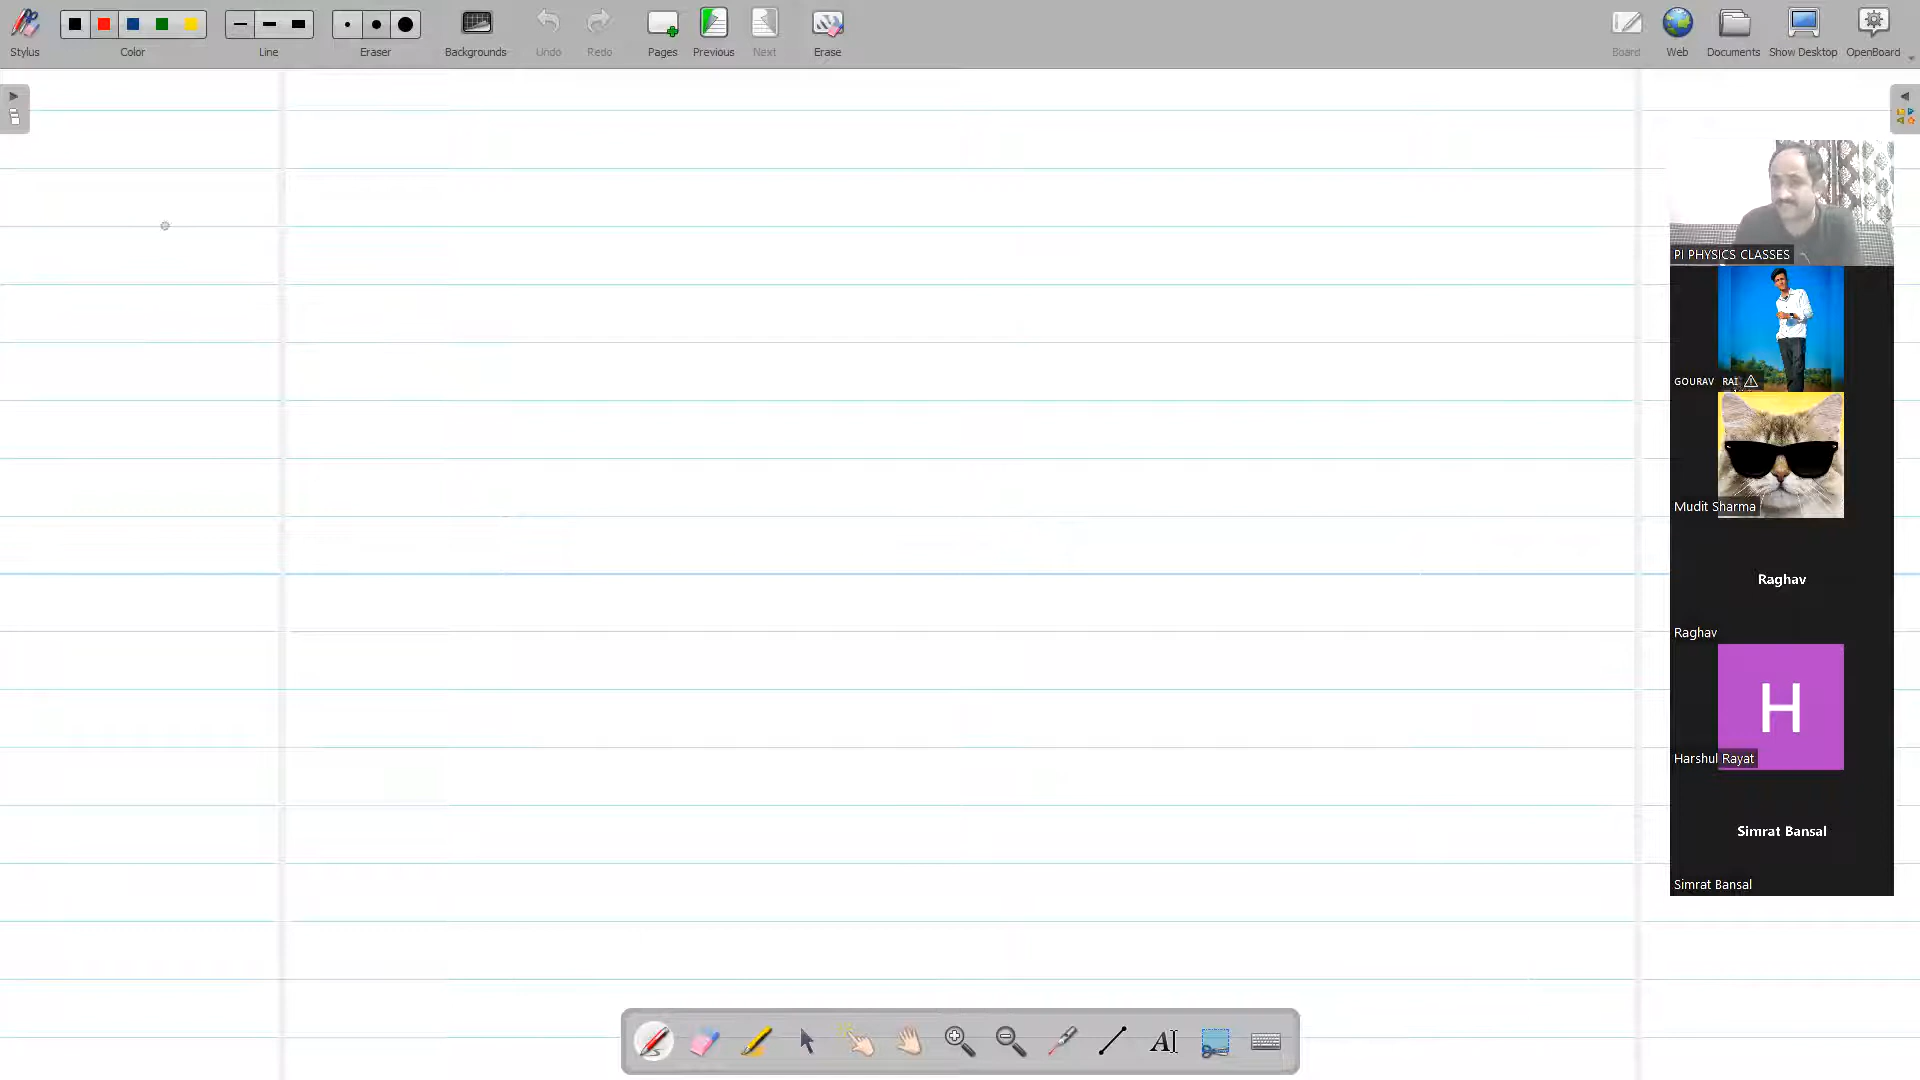 Stylus
Color
Line
Eraser
Backgrounds
Undo
Redo
Pages
Previous
Next
Erase
Board
Web
Documents
Show Desktop
OpenBoard
PI PHYSICS CLASSES
GOURAV RAI
Mudit Sharma
Raghav
Raghav
H
Harshul Rayat
Simrat Bansal
Simrat Bansal
A